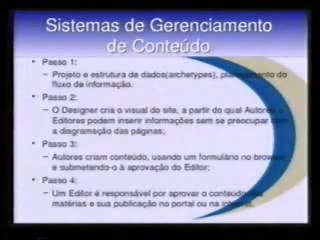 Sistemas de Gerenciamento
de Conteúdo
• Passo 1:
– Projeto e estrutura de dados(archetypes), planejamento do
fluxo de informação.
• Passo 2:
– O Designer cria o visual do site, a partir do qual Autores e
Editores podem inserir informações sem se preocupar com
a diagramação das páginas;
• Passo 3:
– Autores criam conteúdo, usando um formulário no browser
e submetendo-o à aprovação do Editor;
• Passo 4:
– Um Editor é responsável por aprovar o conteúdo das
matérias e sua publicação no portal ou na